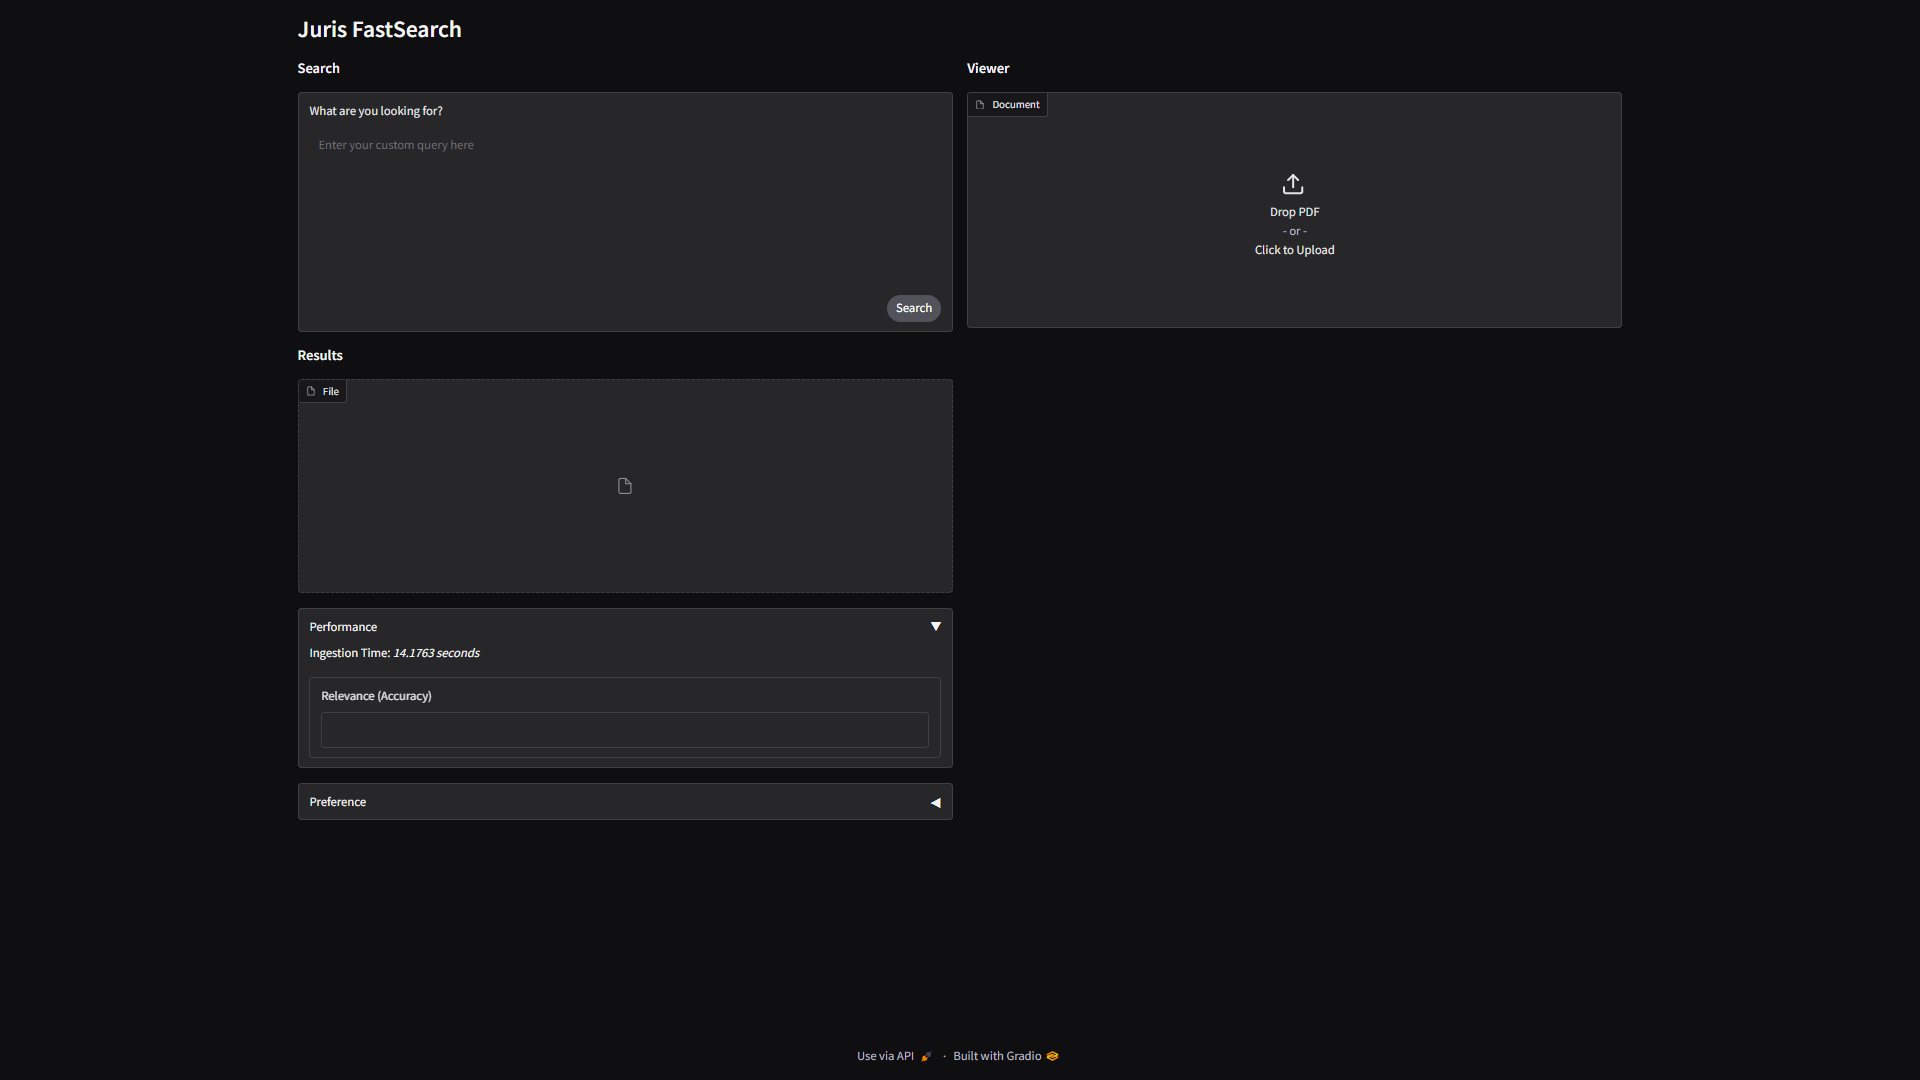 Juris FastSearch
Search
What are you looking for?
Enter your custom query here
Search
Results
File
Performance
Ingestion Time: 14.1763 seconds
Relevance (Accuracy)
Preference
Viewer
Document
Drop PDF
- or -
Click to Upload
Use via API · Built with Gradio